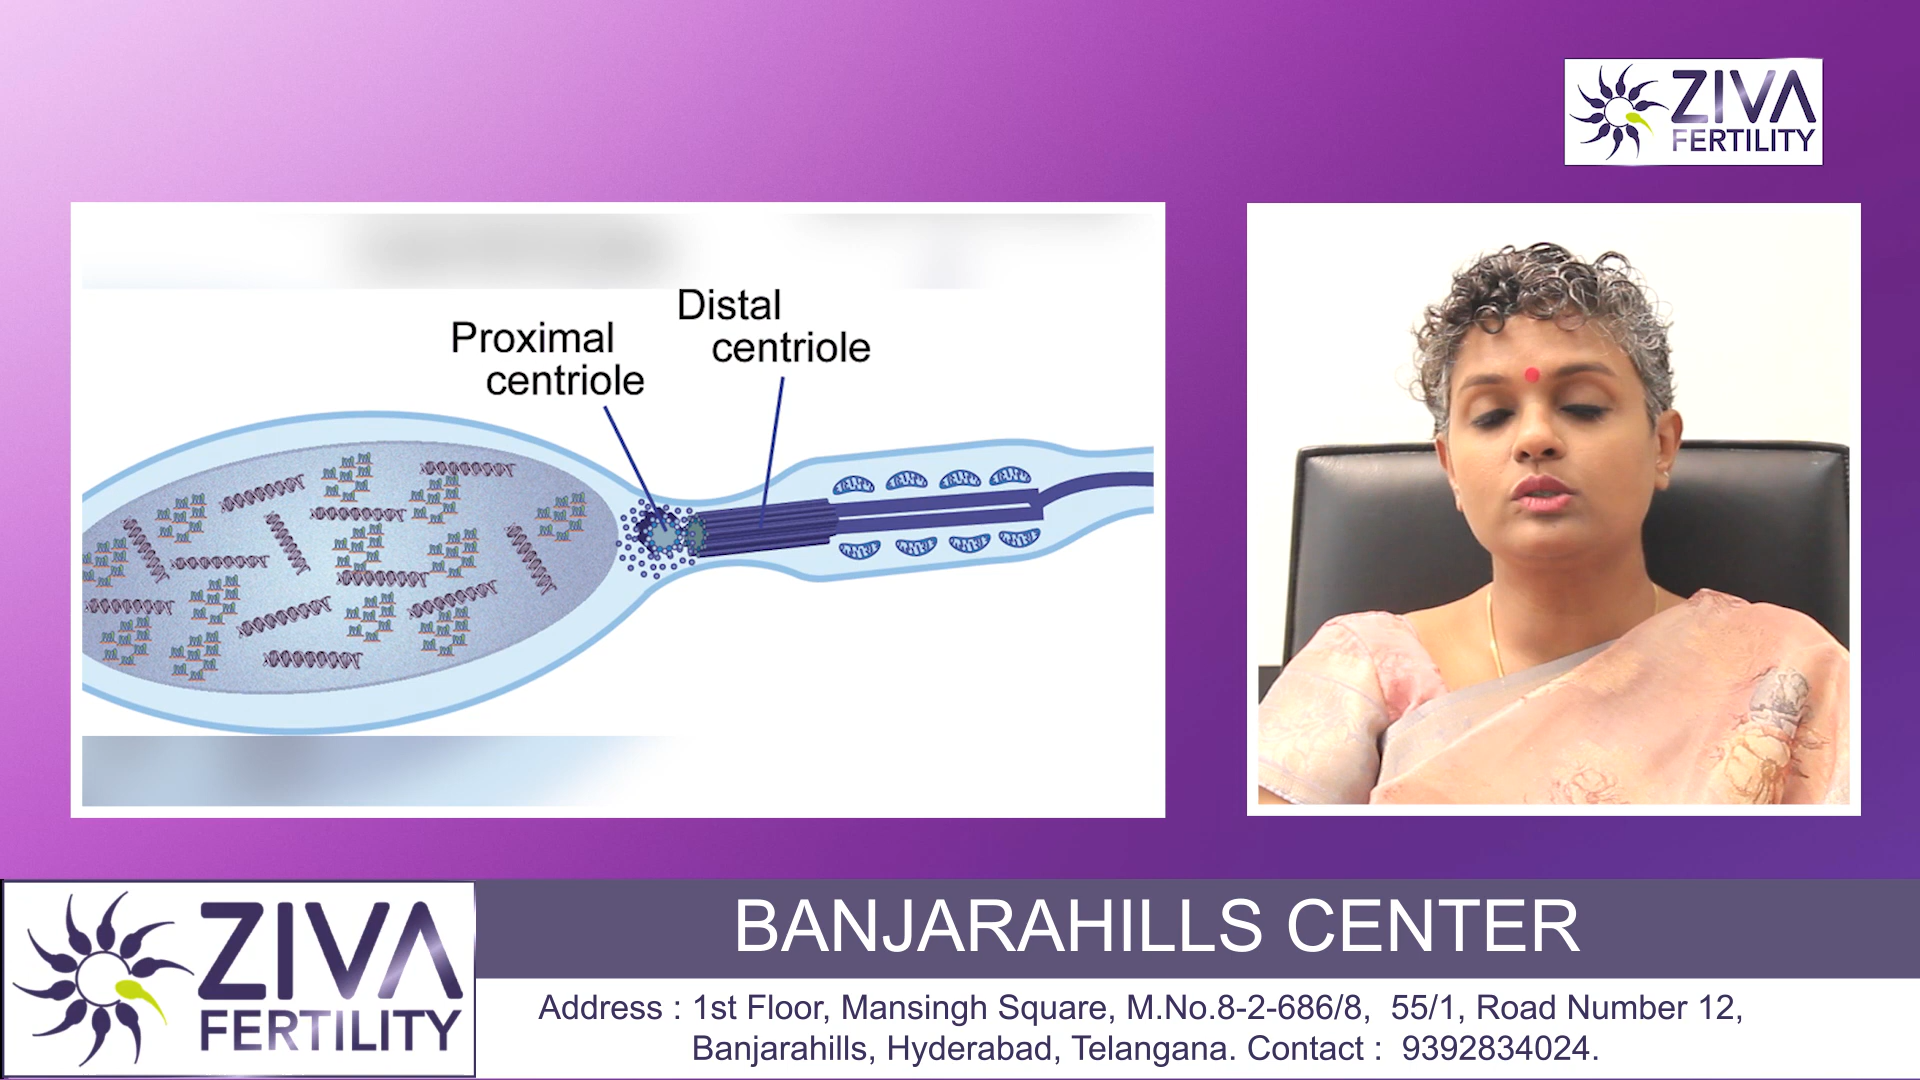 ZIVA
FERTILITY
Distal
centriole
Proximal
centriole
ZIVA
FERTILITY
BANJARAHILLS CENTER
Address : 1st Floor, Mansingh Square, M.No.8-2-686/8, 55/1, Road Number 12,
Banjarahills, Hyderabad, Telangana. Contact : 9392834024.